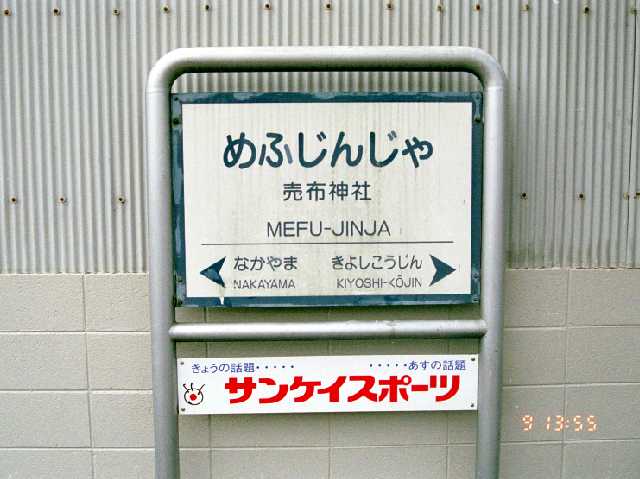 めふじんじゃ
売布神社
MEFU-JINJA
なかやま きよしこうじん
NAKAYAMA KIYOSHI-KŌJIN
きょうの話題・・・・・ ・・・・・あすの話題
サンケイスポーツ
9 13:55